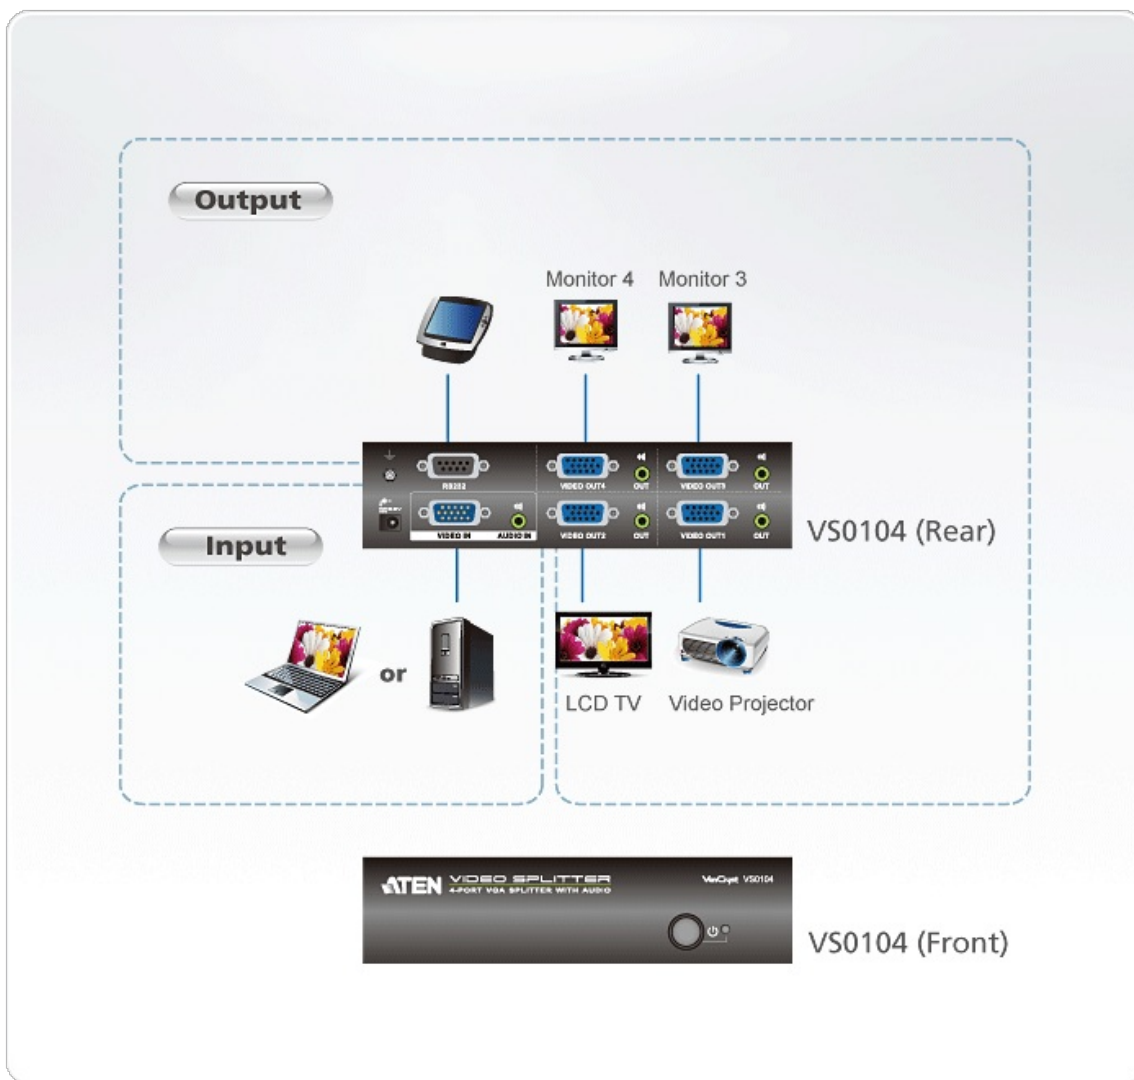 Output
Monitor 4 Monitor 3
RS232
VIDEO OUT4 OUT VIDEO OUT3 OUT
VIDEO IN AUDIO IN VIDEO OUT2 OUT VIDEO OUT1 OUT
VS0104 (Rear)
Input
or
LCD TV Video Projector
ATEN VIDEO SPLITTER
4-PORT VGA SPLITTER WITH AUDIO
VanCryst VS0104
VS0104 (Front)